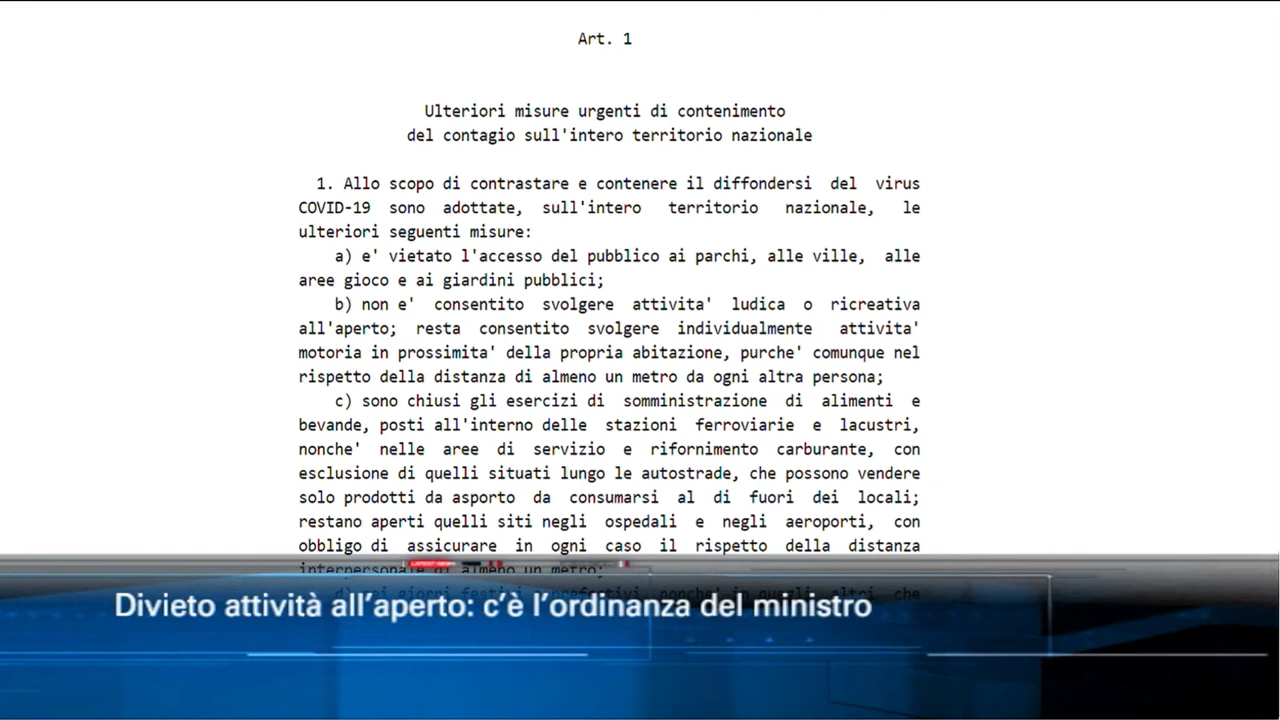 Art. 1
Ulteriori misure urgenti di contenimento
del contagio sull'intero territorio nazionale
1. Allo scopo di contrastare e contenere il diffondersi del virus
COVID-19 sono adottate, sull'intero territorio nazionale, le
ulteriori seguenti misure:
a) e' vietato l'accesso del pubblico ai parchi, alle ville, alle
aree gioco e ai giardini pubblici;
b) non e' consentito svolgere attivita' ludica o ricreativa
all'aperto; resta consentito svolgere individualmente attivita'
motoria in prossimita' della propria abitazione, purche' comunque nel
rispetto della distanza di almeno un metro da ogni altra persona;
c) sono chiusi gli esercizi di somministrazione di alimenti e
bevande, posti all'interno delle stazioni ferroviarie e lacustri,
nonche' nelle aree di servizio e rifornimento carburante, con
esclusione di quelli situati lungo le autostrade, che possono vendere
solo prodotti da asporto da consumarsi al di fuori dei locali;
restano aperti quelli siti negli ospedali e negli aeroporti, con
obbligo di assicurare in ogni caso il rispetto della distanza
interpersonale di almeno un metro;
Divieto attività all'aperto: c'è l'ordinanza del ministro